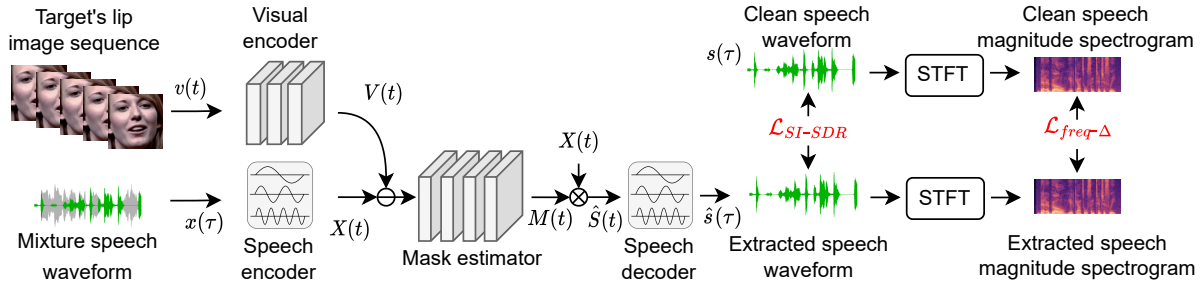 Target's lip
image sequence
v(t)
Visual
encoder
V(t)
Mixture speech
waveform
x(τ)
Speech
encoder
X(t)
Mask estimator
M(t)
X(t)
Ŝ(t)
Speech
decoder
ŝ(τ)
Clean speech
waveform
s(τ)
ℒSI-SDR
Extracted speech
waveform
STFT
STFT
Clean speech
magnitude spectrogram
ℒfreq-Δ
Extracted speech
magnitude spectrogram